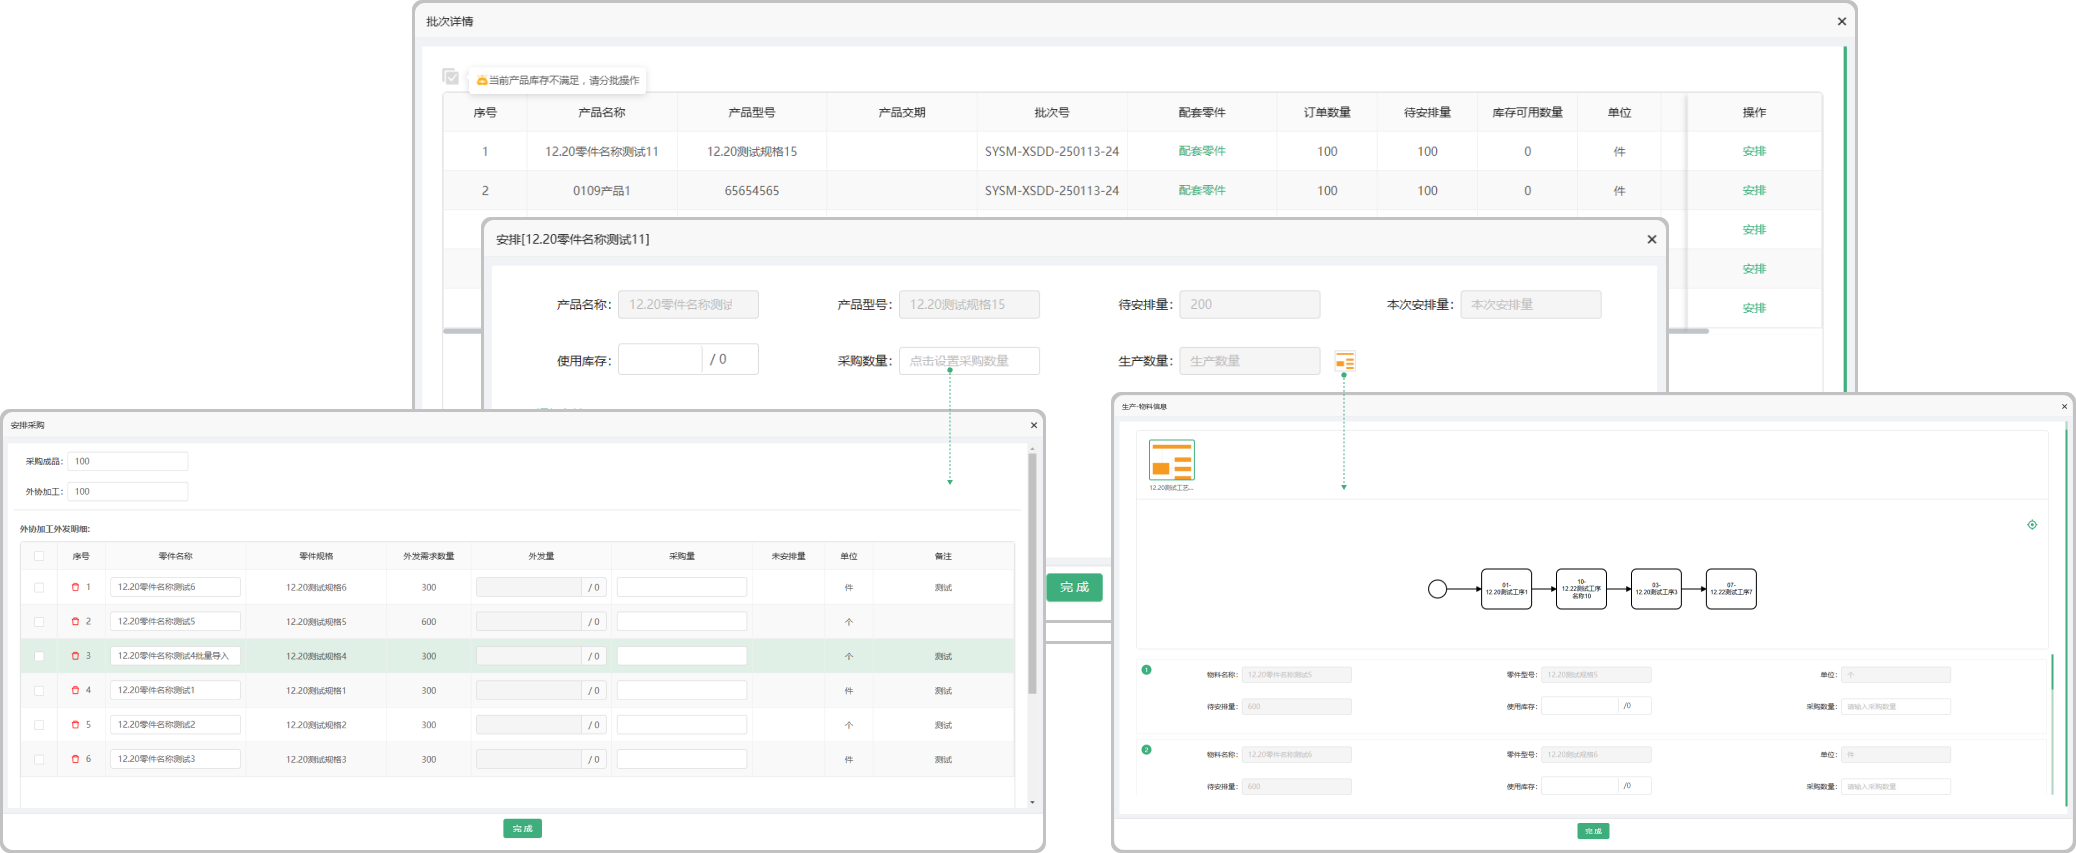 批次详情
当前产品库存不满足，请分批操作
序号 产品名称 产品型号 产品交期 批次号 配套零件 订单数量 待安排量 库存可用数量 单位 操作
1 12.20零件名称测试11 12.20测试规格15 SYSM-XSDD-250113-24 配套零件 100 100 0 件 安排
2 0109产品1 65654565 SYSM-XSDD-250113-24 配套零件 100 100 0 件 安排
安排
安排
安排
安排[12.20零件名称测试11]
产品名称: 12.20零件名称测试 产品型号: 12.20测试规格15 待安排量: 200 本次安排量: 本次安排量
使用库存: / 0 采购数量: 点击设置采购数量 生产数量: 生产数量
完成
安排采购
采购成品: 100
外协加工: 100
外协加工外发明细:
序号 零件名称 零件规格 外发需求数量 外发量 采购量 未安排量 单位 备注
1 12.20零件名称测试6 12.20测试规格6 300 / 0 件 测试
2 12.20零件名称测试5 12.20测试规格5 600 / 0 个
3 12.20零件名称测试4批量导入 12.20测试规格4 300 / 0 个 测试
4 12.20零件名称测试1 12.20测试规格1 300 / 0 件 测试
5 12.20零件名称测试2 12.20测试规格2 300 / 0 个 测试
6 12.20零件名称测试3 12.20测试规格3 300 / 0 件 测试
完成
生产-物料信息
12.20测试工艺...
01-
12.20测试工序1
10-
12.22测试工序
名称10
03-
12.20测试工序3
07-
12.22测试工序7
1 物料名称: 12.20零件名称测试5 零件型号: 12.20测试规格5 单位: 个
待安排量: 600 使用库存: /0 采购数量: 请输入采购数量
2 物料名称: 12.20零件名称测试6 零件型号: 12.20测试规格6 单位: 件
待安排量: 600 使用库存: /0 采购数量: 请输入采购数量
完成